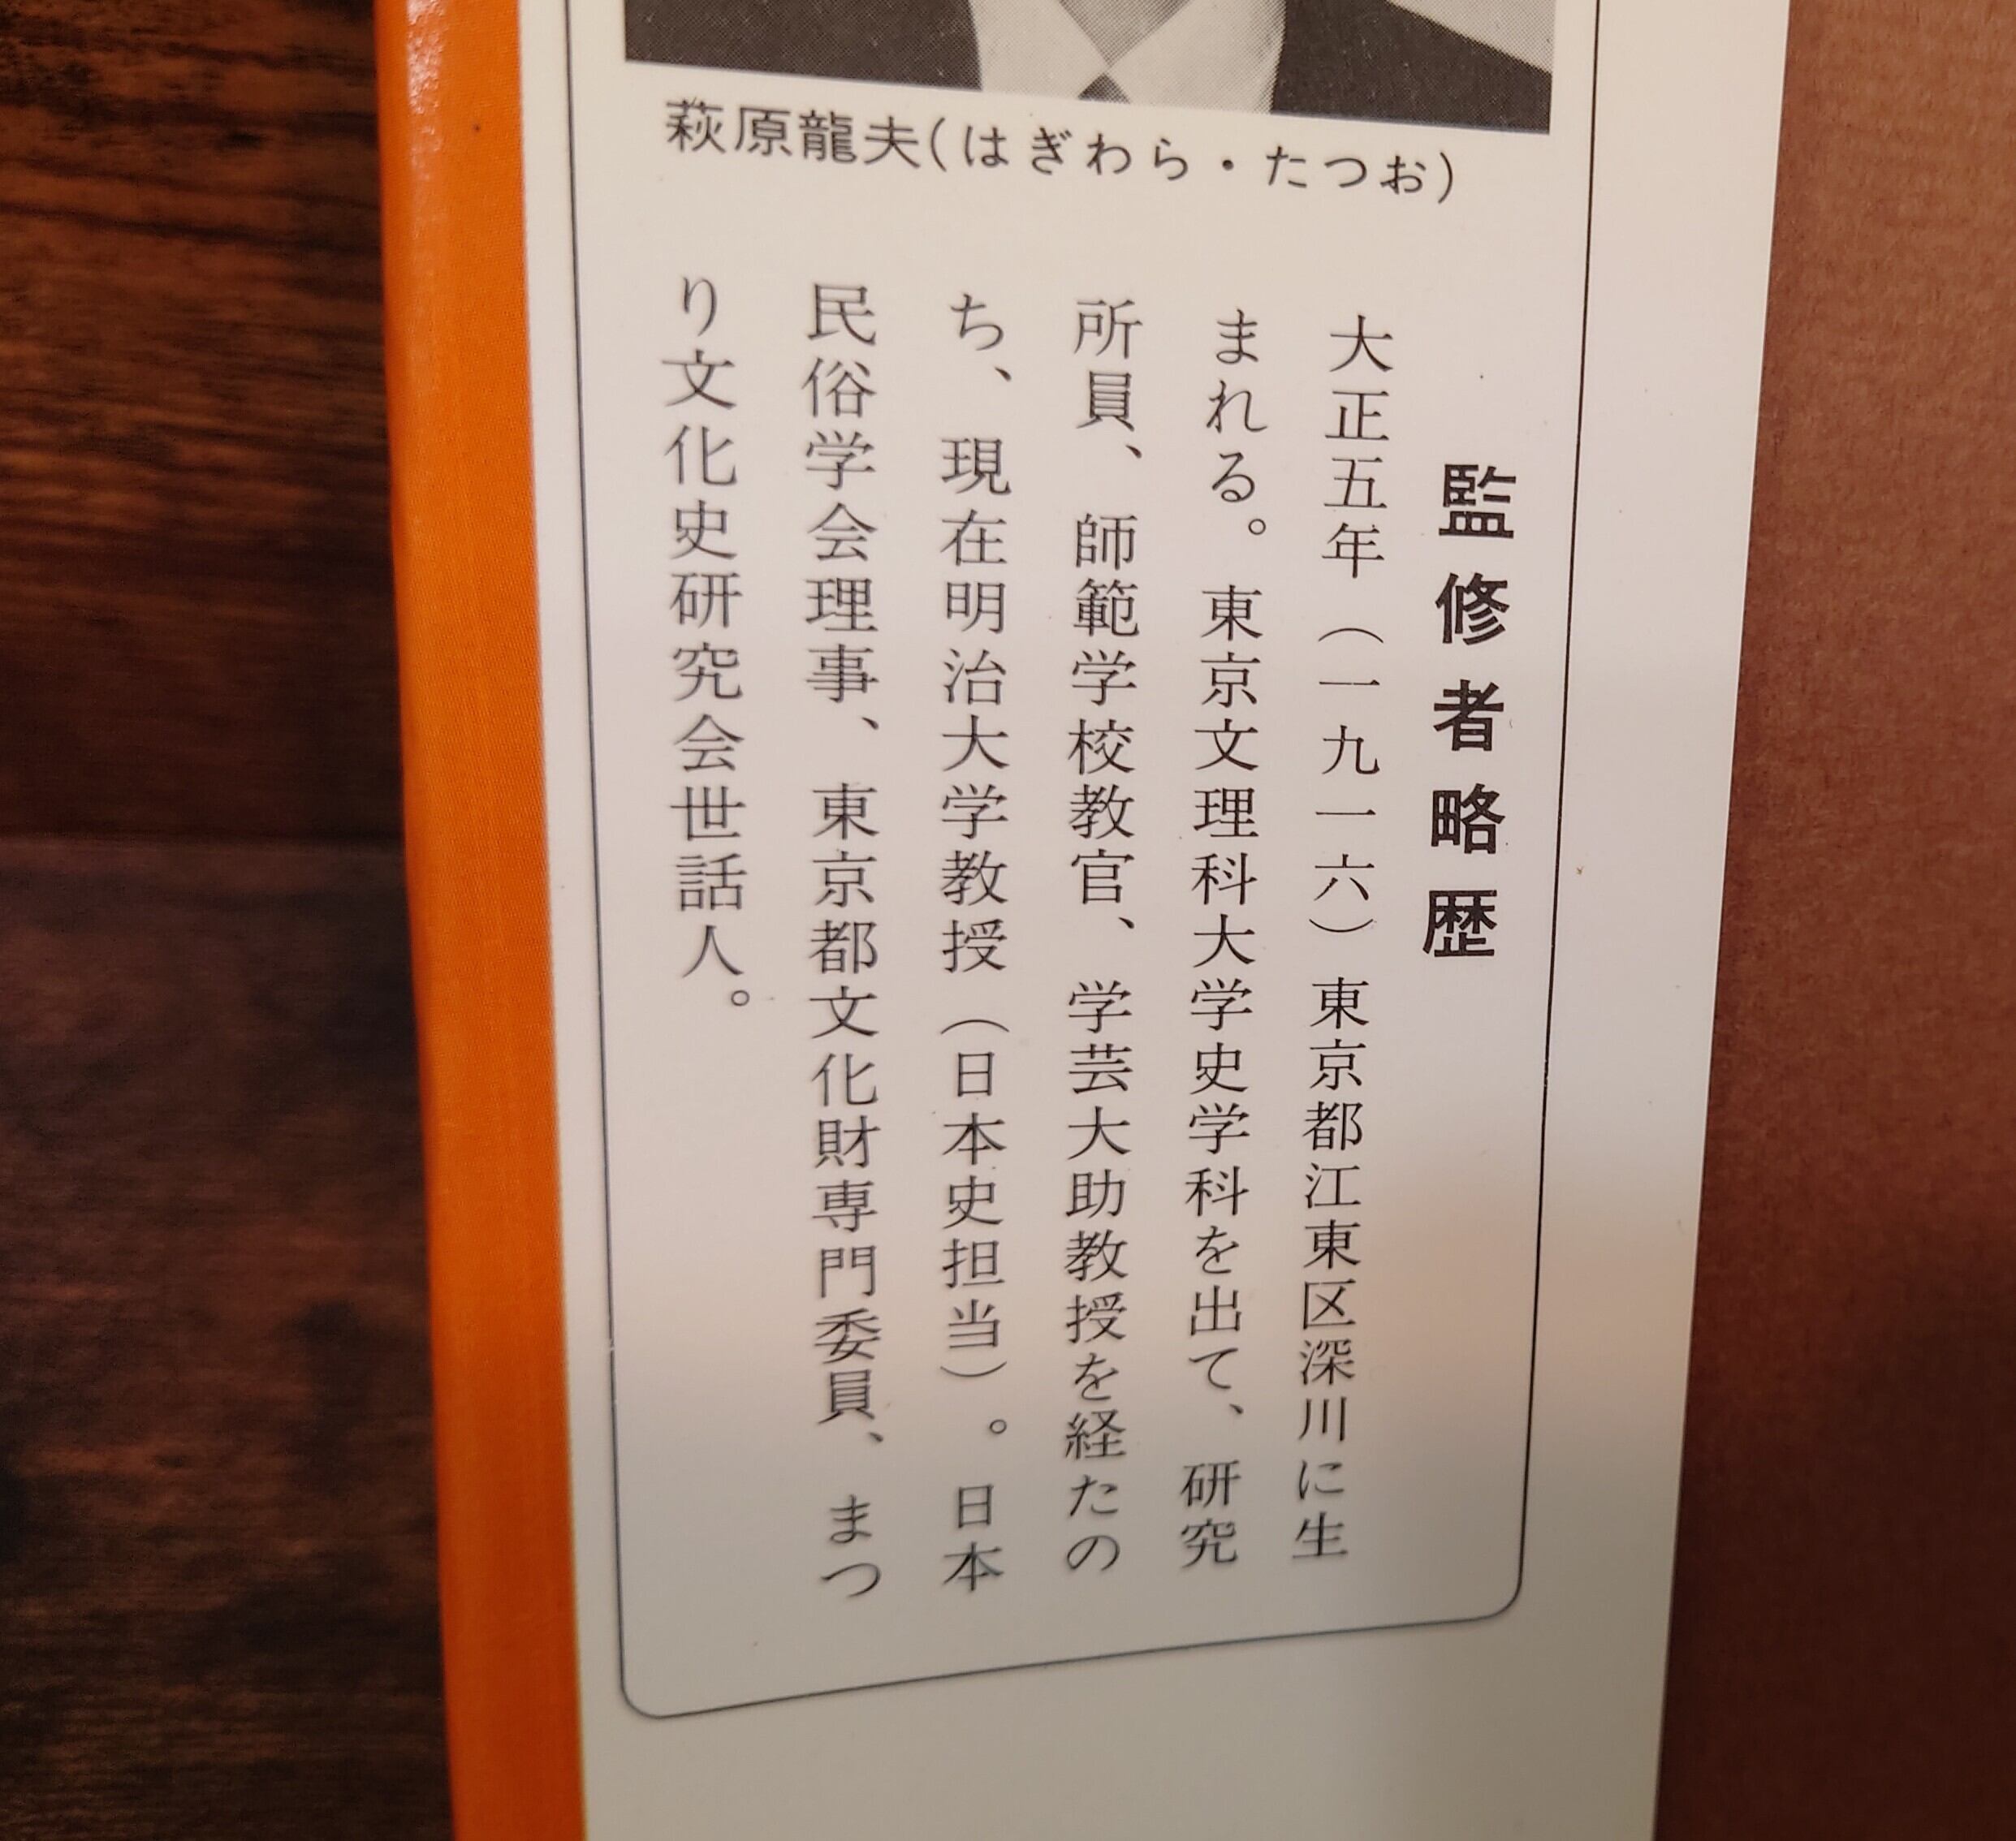 萩原龍夫(はぎわら・たつお)
監修者略歴
大正五年（一九一六）東京都江東区深川に生
まれる。東京文理科大学史学科を出て、研究
所員、師範学校教官、学芸大助教授を経たの
ち、現在明治大学教授（日本史担当）。日本
民俗学会理事、東京都文化財専門委員、まつ
り文化史研究会世話人。